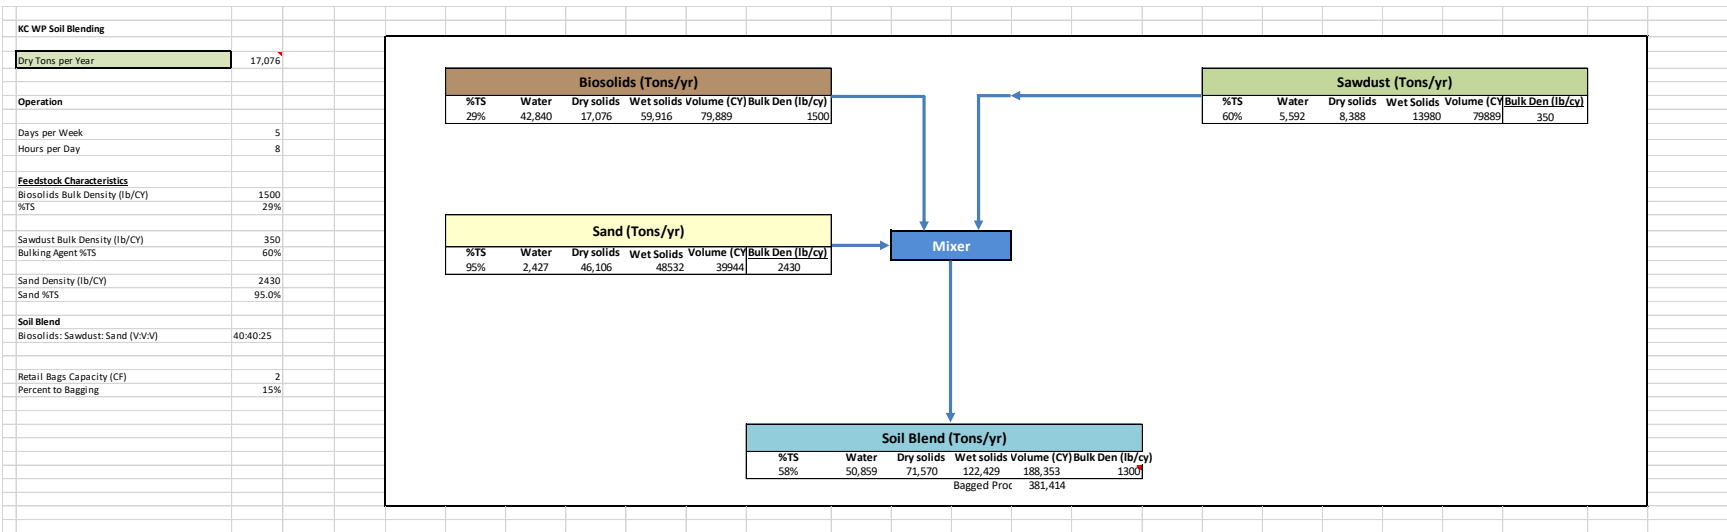 KC WP Soil Blending
Dry Tons per Year 17,076
Operation
Days per Week 5
Hours per Day 8
Feedstock Characteristics
Biosolids Bulk Density (lb/CY) 1500
%TS 29%
Sawdust Bulk Density (lb/CY) 350
Bulking Agent %TS 60%
Sand Density (lb/CY) 2430
Sand %TS 95.0%
Soil Blend
Biosolids: Sawdust: Sand (V:V:V) 40:40:25
Retail Bags Capacity (CF) 2
Percent to Bagging 15%
Biosolids (Tons/yr)
%TS Water Dry solids Wet solids Volume (CY) Bulk Den (lb/cy)
29% 42,840 17,076 59,916 79,889 1500
Sawdust (Tons/yr)
%TS Water Dry solids Wet Solids Volume (CY Bulk Den (lb/cy)
60% 5,592 8,388 13980 79889 350
Sand (Tons/yr)
%TS Water Dry solids Wet Solids Volume (CY Bulk Den (lb/cy)
95% 2,427 46,106 48532 39944 2430
Mixer
Soil Blend (Tons/yr)
%TS Water Dry solids Wet solids Volume (CY) Bulk Den (lb/cy)
58% 50,859 71,570 122,429 188,353 1300
Bagged Proc 381,414